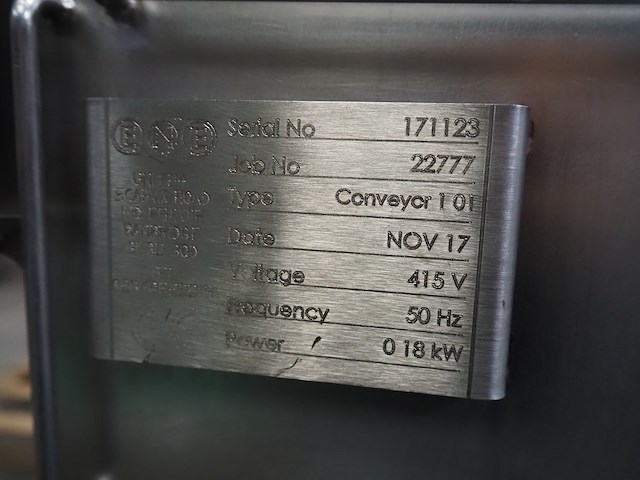 ENE
Serial No 171123
Job No 22777
Type Conveyor 1 01
Date NOV 17
Voltage 415 V
Frequency 50 Hz
Power 0 18 kW